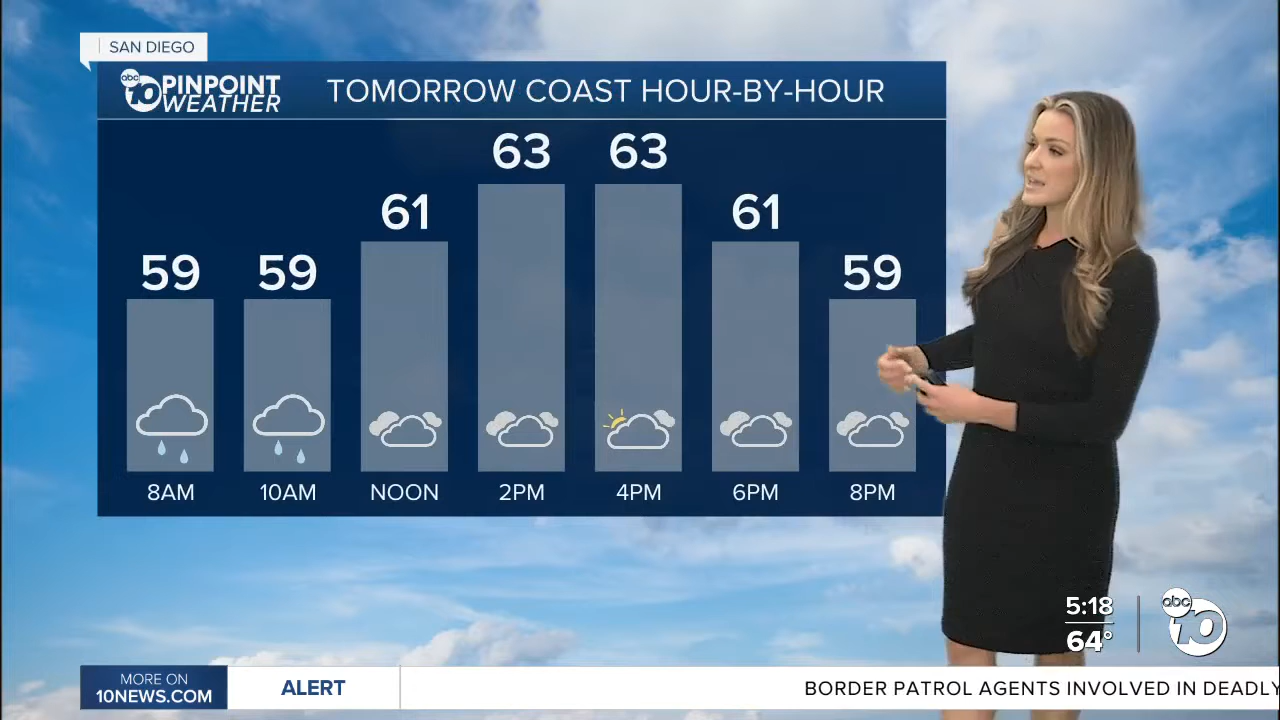 SAN DIEGO
abc 10 PINPOINT WEATHER
TOMORROW COAST HOUR-BY-HOUR
59 59 61 63 63 61 59
8AM 10AM NOON 2PM 4PM 6PM 8PM
5:18
64°
abc 10
MORE ON
10NEWS.COM
ALERT
BORDER PATROL AGENTS INVOLVED IN DEADLY